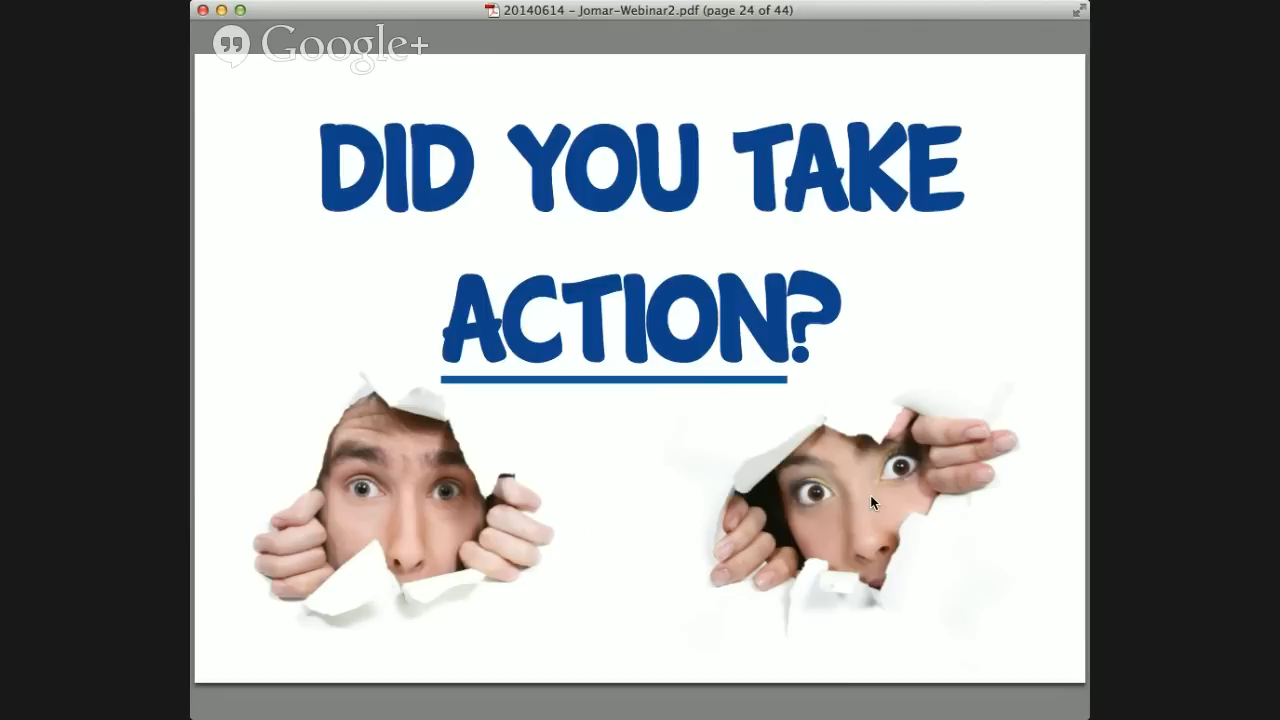 20140614 - Jomar-Webinar2.pdf (page 24 of 44)
Google+
DID YOU TAKE
ACTION?